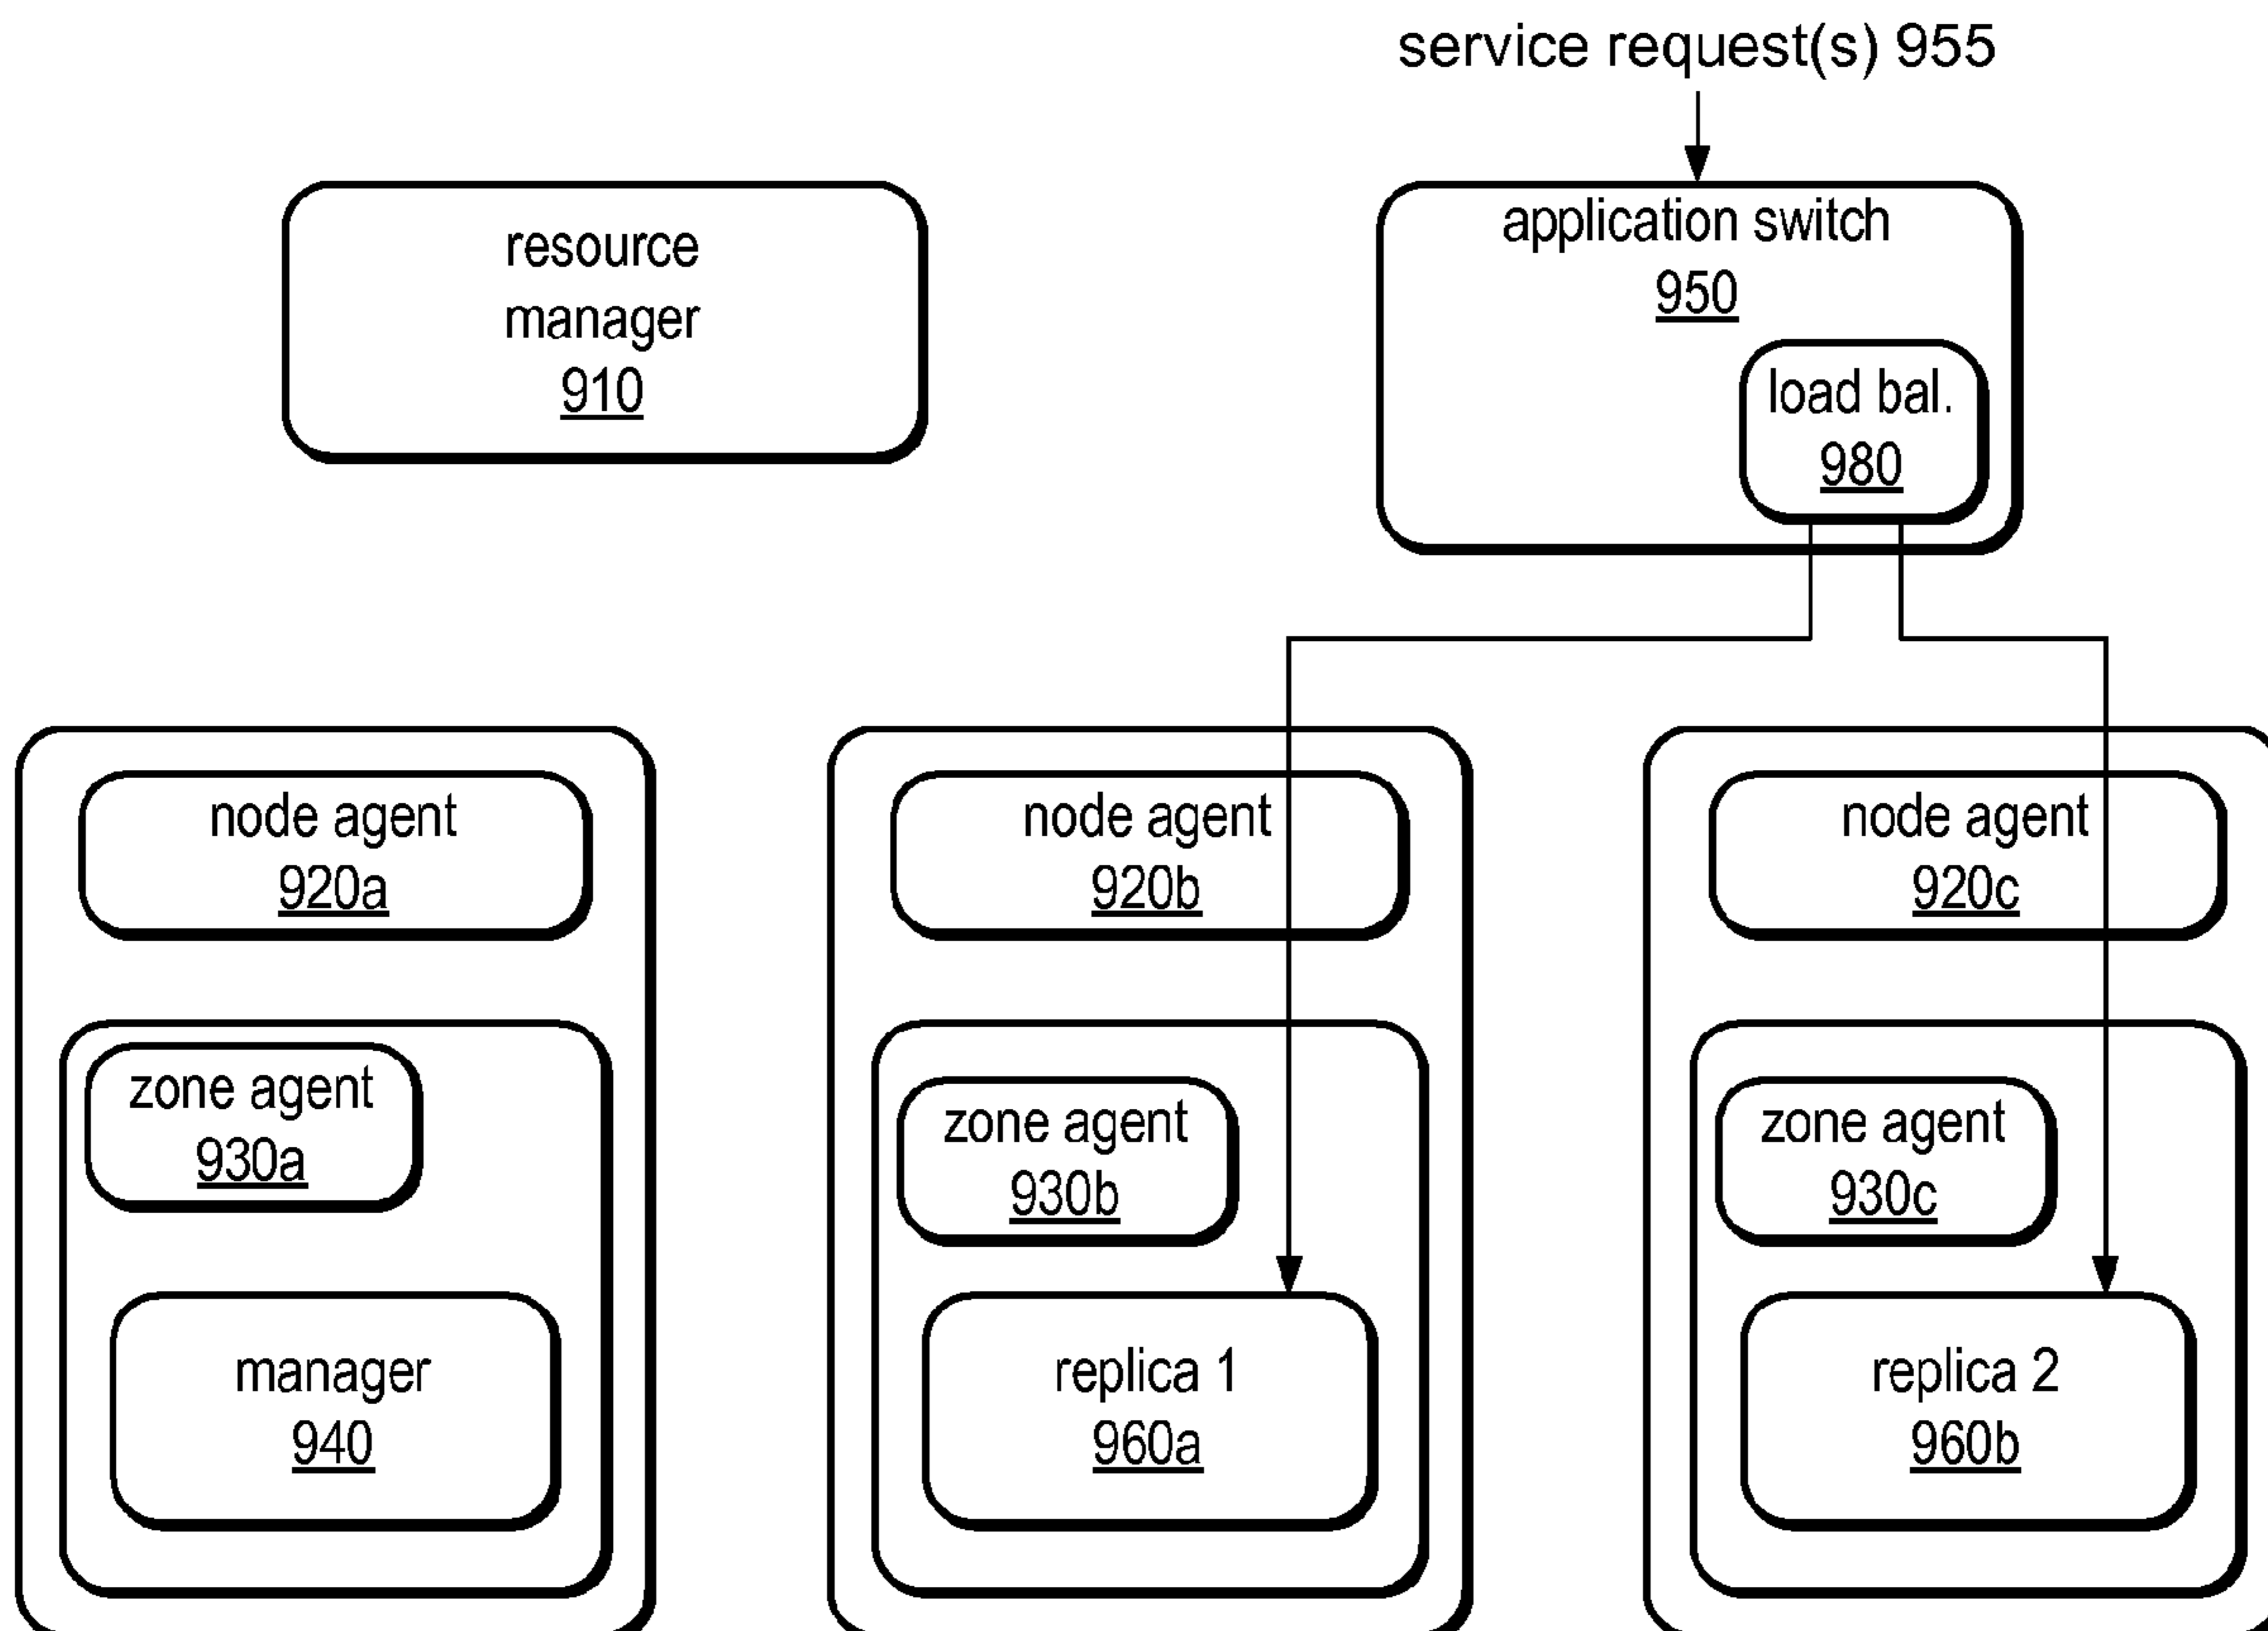 service request(s) 955
resource
manager
910
application switch
950
load bal.
980
node agent
920a
node agent
920b
node agent
920c
zone agent
930a
zone agent
930b
zone agent
930c
manager
940
replica 1
960a
replica 2
960b